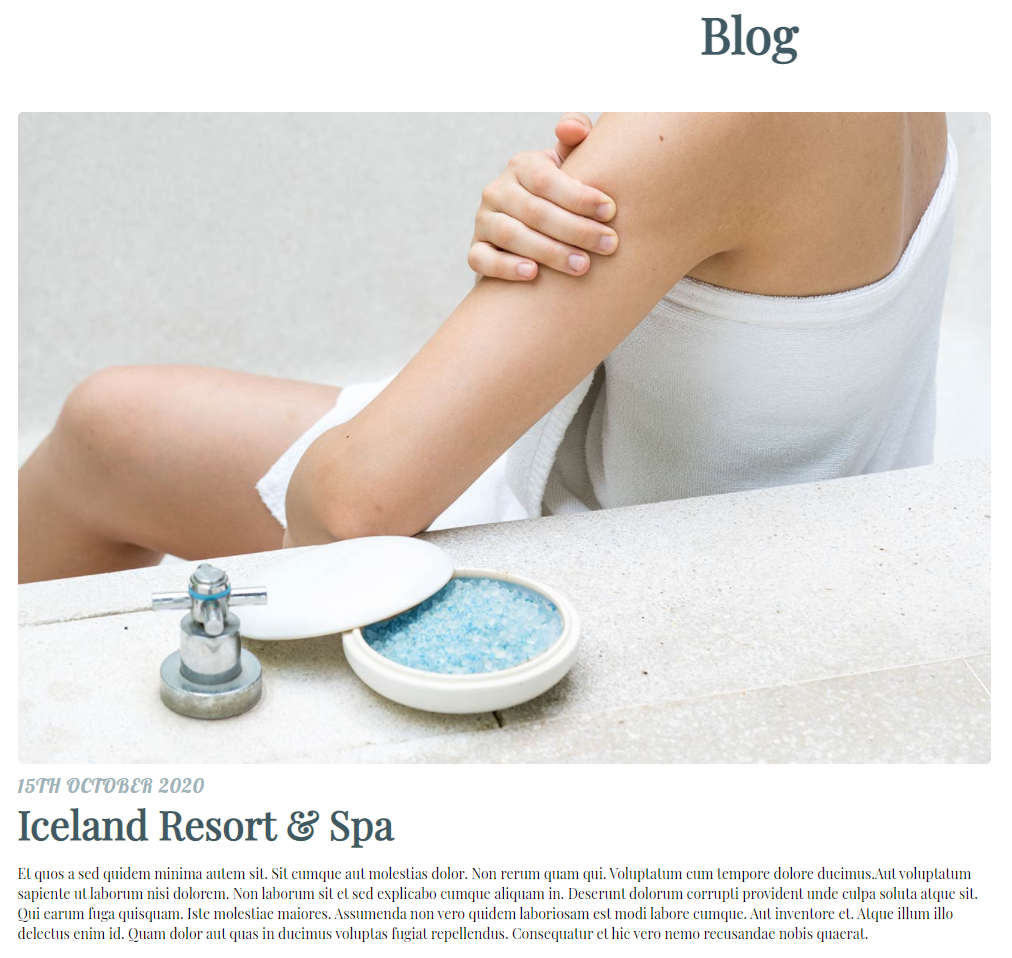 Blog
15TH OCTOBER 2020
Iceland Resort & Spa
Et quos a sed quidem minima autem sit. Sit cumque aut molestias dolor. Non rerum quam qui. Voluptatum cum tempore dolore ducimus.Aut voluptatum
sapiente ut laborum nisi dolorem. Non laborum sit et sed explicabo cumque aliquam in. Deserunt dolorum corrupti provident unde culpa soluta atque sit.
Qui earum fuga quisquam. Iste molestiae maiores. Assumenda non vero quidem laboriosam est modi labore cumque. Aut inventore et. Atque illum illo
delectus enim id. Quam dolor aut quas in ducimus voluptas fugiat repellendus. Consequatur et hic vero nemo recusandae nobis quaerat.